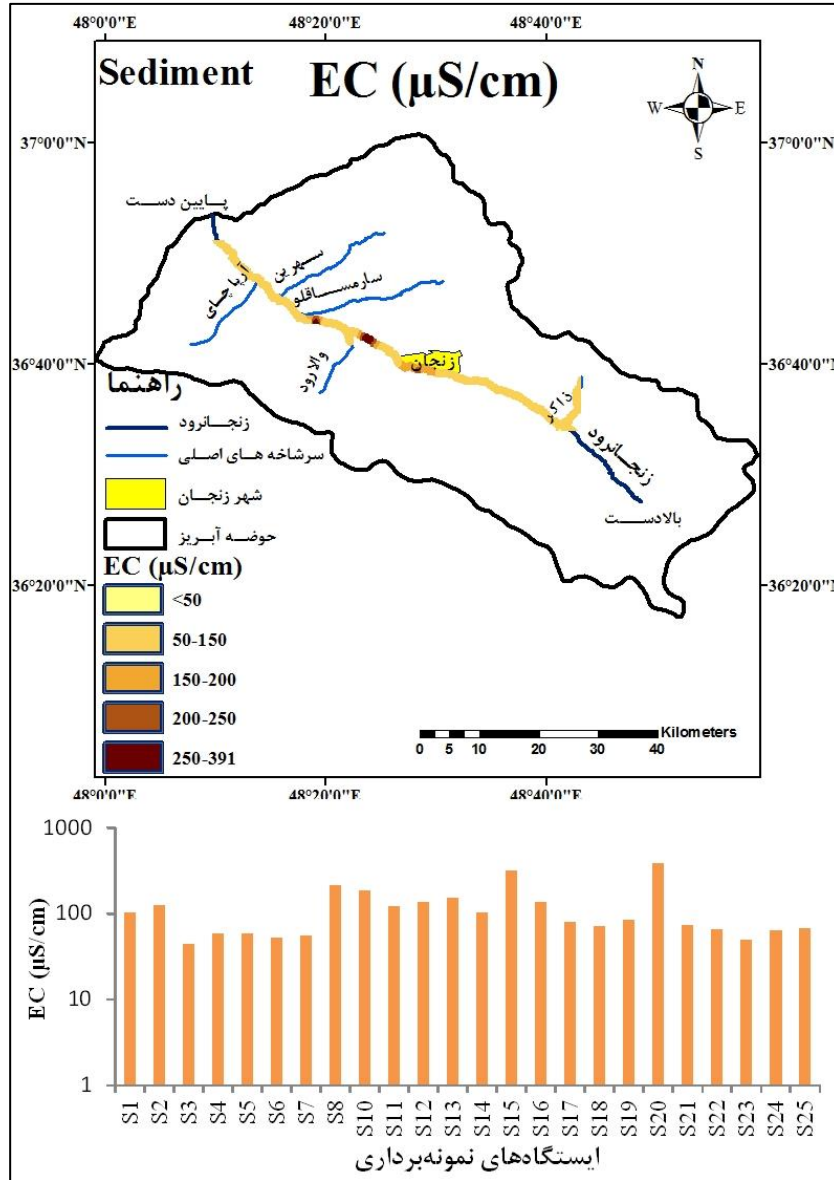 48°0'0"E 48°20'0"E 48°40'0"E
Sediment EC (µS/cm)
N
W E
S
37°0'0"N 37°0'0"N
پایین دست
سهرین
آرپاچای
سارمساقلو
36°40'0"N 36°40'0"N
والارود
زنجان
ذاکر
زنجانرود
بالادست
راهنما
زنجانرود
سرشاخه های اصلی
شهر زنجان
حوضه آبریز
36°20'0"N 36°20'0"N
EC (µS/cm)
<50
50-150
150-200
200-250
250-391
Kilometers
0 5 10 20 30 40
48°0'0"E 48°20'0"E 48°40'0"E
EC (µS/cm)
1000
100
10
1
S1 S2 S3 S4 S5 S6 S7 S8 S10 S11 S12 S13 S14 S15 S16 S17 S18 S19 S20 S21 S22 S23 S24 S25
ایستگاه‌های نمونه‌برداری